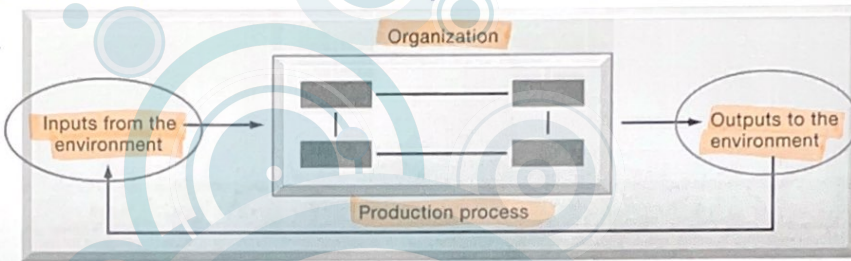 Organization
Inputs from the
environment
Outputs to the
environment
Production process